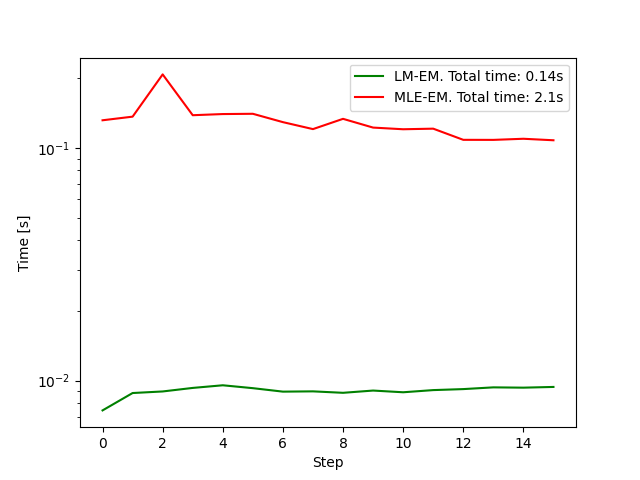 LM-EM. Total time: 0.14s
MLE-EM. Total time: 2.1s
10⁻¹
10⁻²
Time [s]
0 2 4 6 8 10 12 14
Step